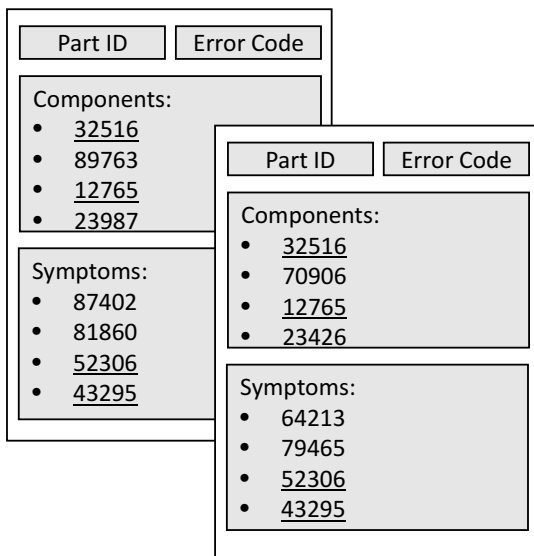 Part ID
Error Code
Components:
• 32516
• 89763
• 12765
• 23987
Symptoms:
• 87402
• 81860
• 52306
• 43295
Part ID
Error Code
Components:
• 32516
• 70906
• 12765
• 23426
Symptoms:
• 64213
• 79465
• 52306
• 43295